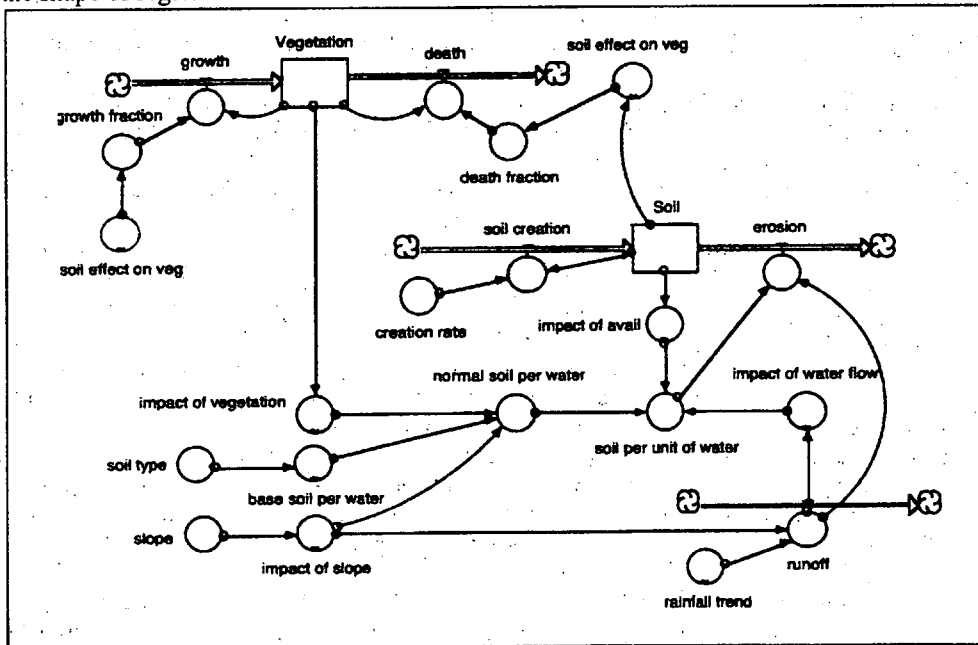 growth
Vegetation
death
soil effect on veg
growth fraction
death fraction
soil effect on veg
soil creation
Soil
erosion
creation rate
impact of avail
normal soil per water
impact of water flow
impact of vegetation
soil per unit of water
soil type
base soil per water
slope
impact of slope
runoff
rainfall trend